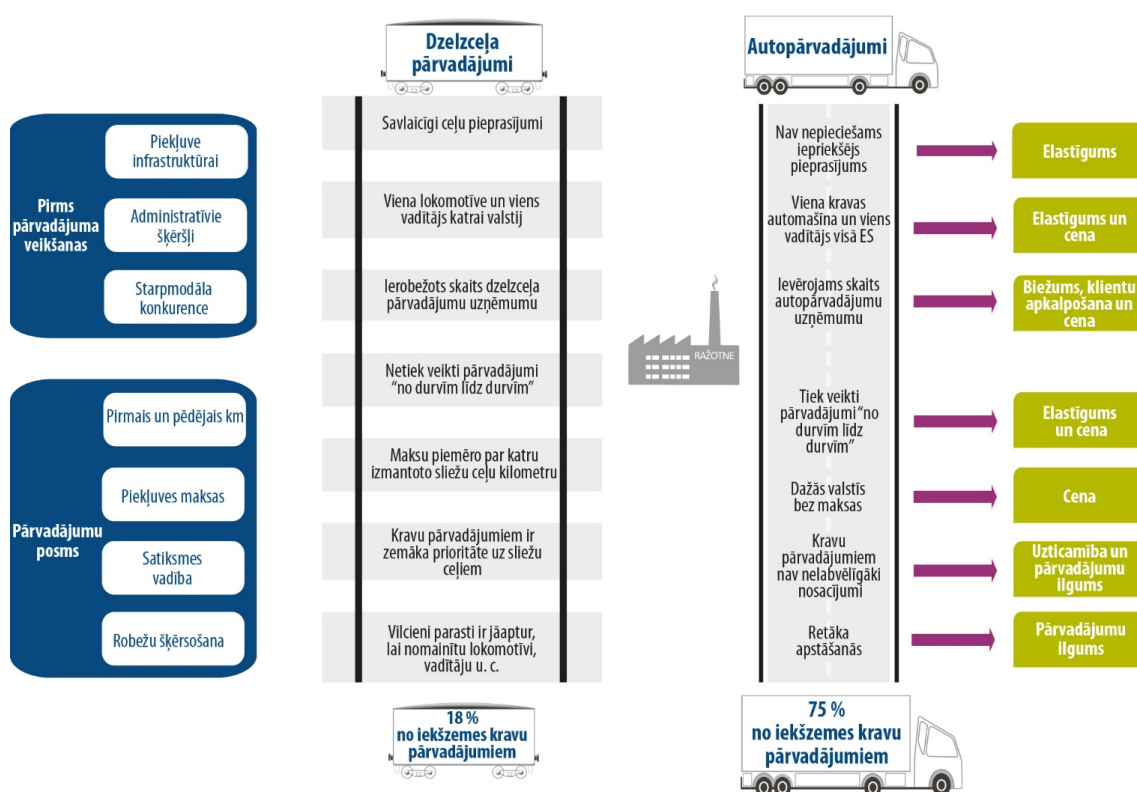 Dzelzceļa
pārvadājumi
Autopārvadājumi
Pirms
pārvadājuma
veikšanas
Piekļuve
infrastruktūrai
Savlaicīgi ceļu pieprasījumi
Nav nepieciešams
iepriekšējs
pieprasījums
Elastīgums
Administratīvie
šķēršļi
Viena lokomotīve un viens
vadītājs katrai valstij
Viena kravas
automašīna un viens
vadītājs visā ES
Elastīgums un
cena
Starpmodāla
konkurence
Ierobežots skaits dzelzceļa
pārvadājumu uzņēmumu
Ievērojams skaits
autopārvadājumu
uzņēmumu
Biežums, klientu
apkalpošana un
cena
RAŽOTNE
Pārvadājumu
posms
Pirmais un pēdējais km
Netiek veikti pārvadājumi
“no durvīm līdz durvīm”
Tiek veikti
pārvadājumi “no
durvīm līdz
durvīm”
Elastīgums
un cena
Piekļuves maksas
Maksu piemēro par katru
izmantoto sliežu ceļu kilometru
Dažās valstīs
bez maksas
Cena
Satiksmes
vadība
Kravu pārvadājumiem ir
zemāka prioritāte uz sliežu
ceļiem
Kravu
pārvadājumiem
nav nelabvēlīgāki
nosacījumi
Uzticamība un
pārvadājumu
ilgums
Robežu šķērsošana
Vilcieni parasti ir jāaptur,
lai nomainītu lokomotīvi,
vadītāju u. c.
Retāka
apstāšanās
Pārvadājumu
ilgums
18 %
no iekšzemes kravu
pārvadājumiem
75 %
no iekšzemes kravu
pārvadājumiem